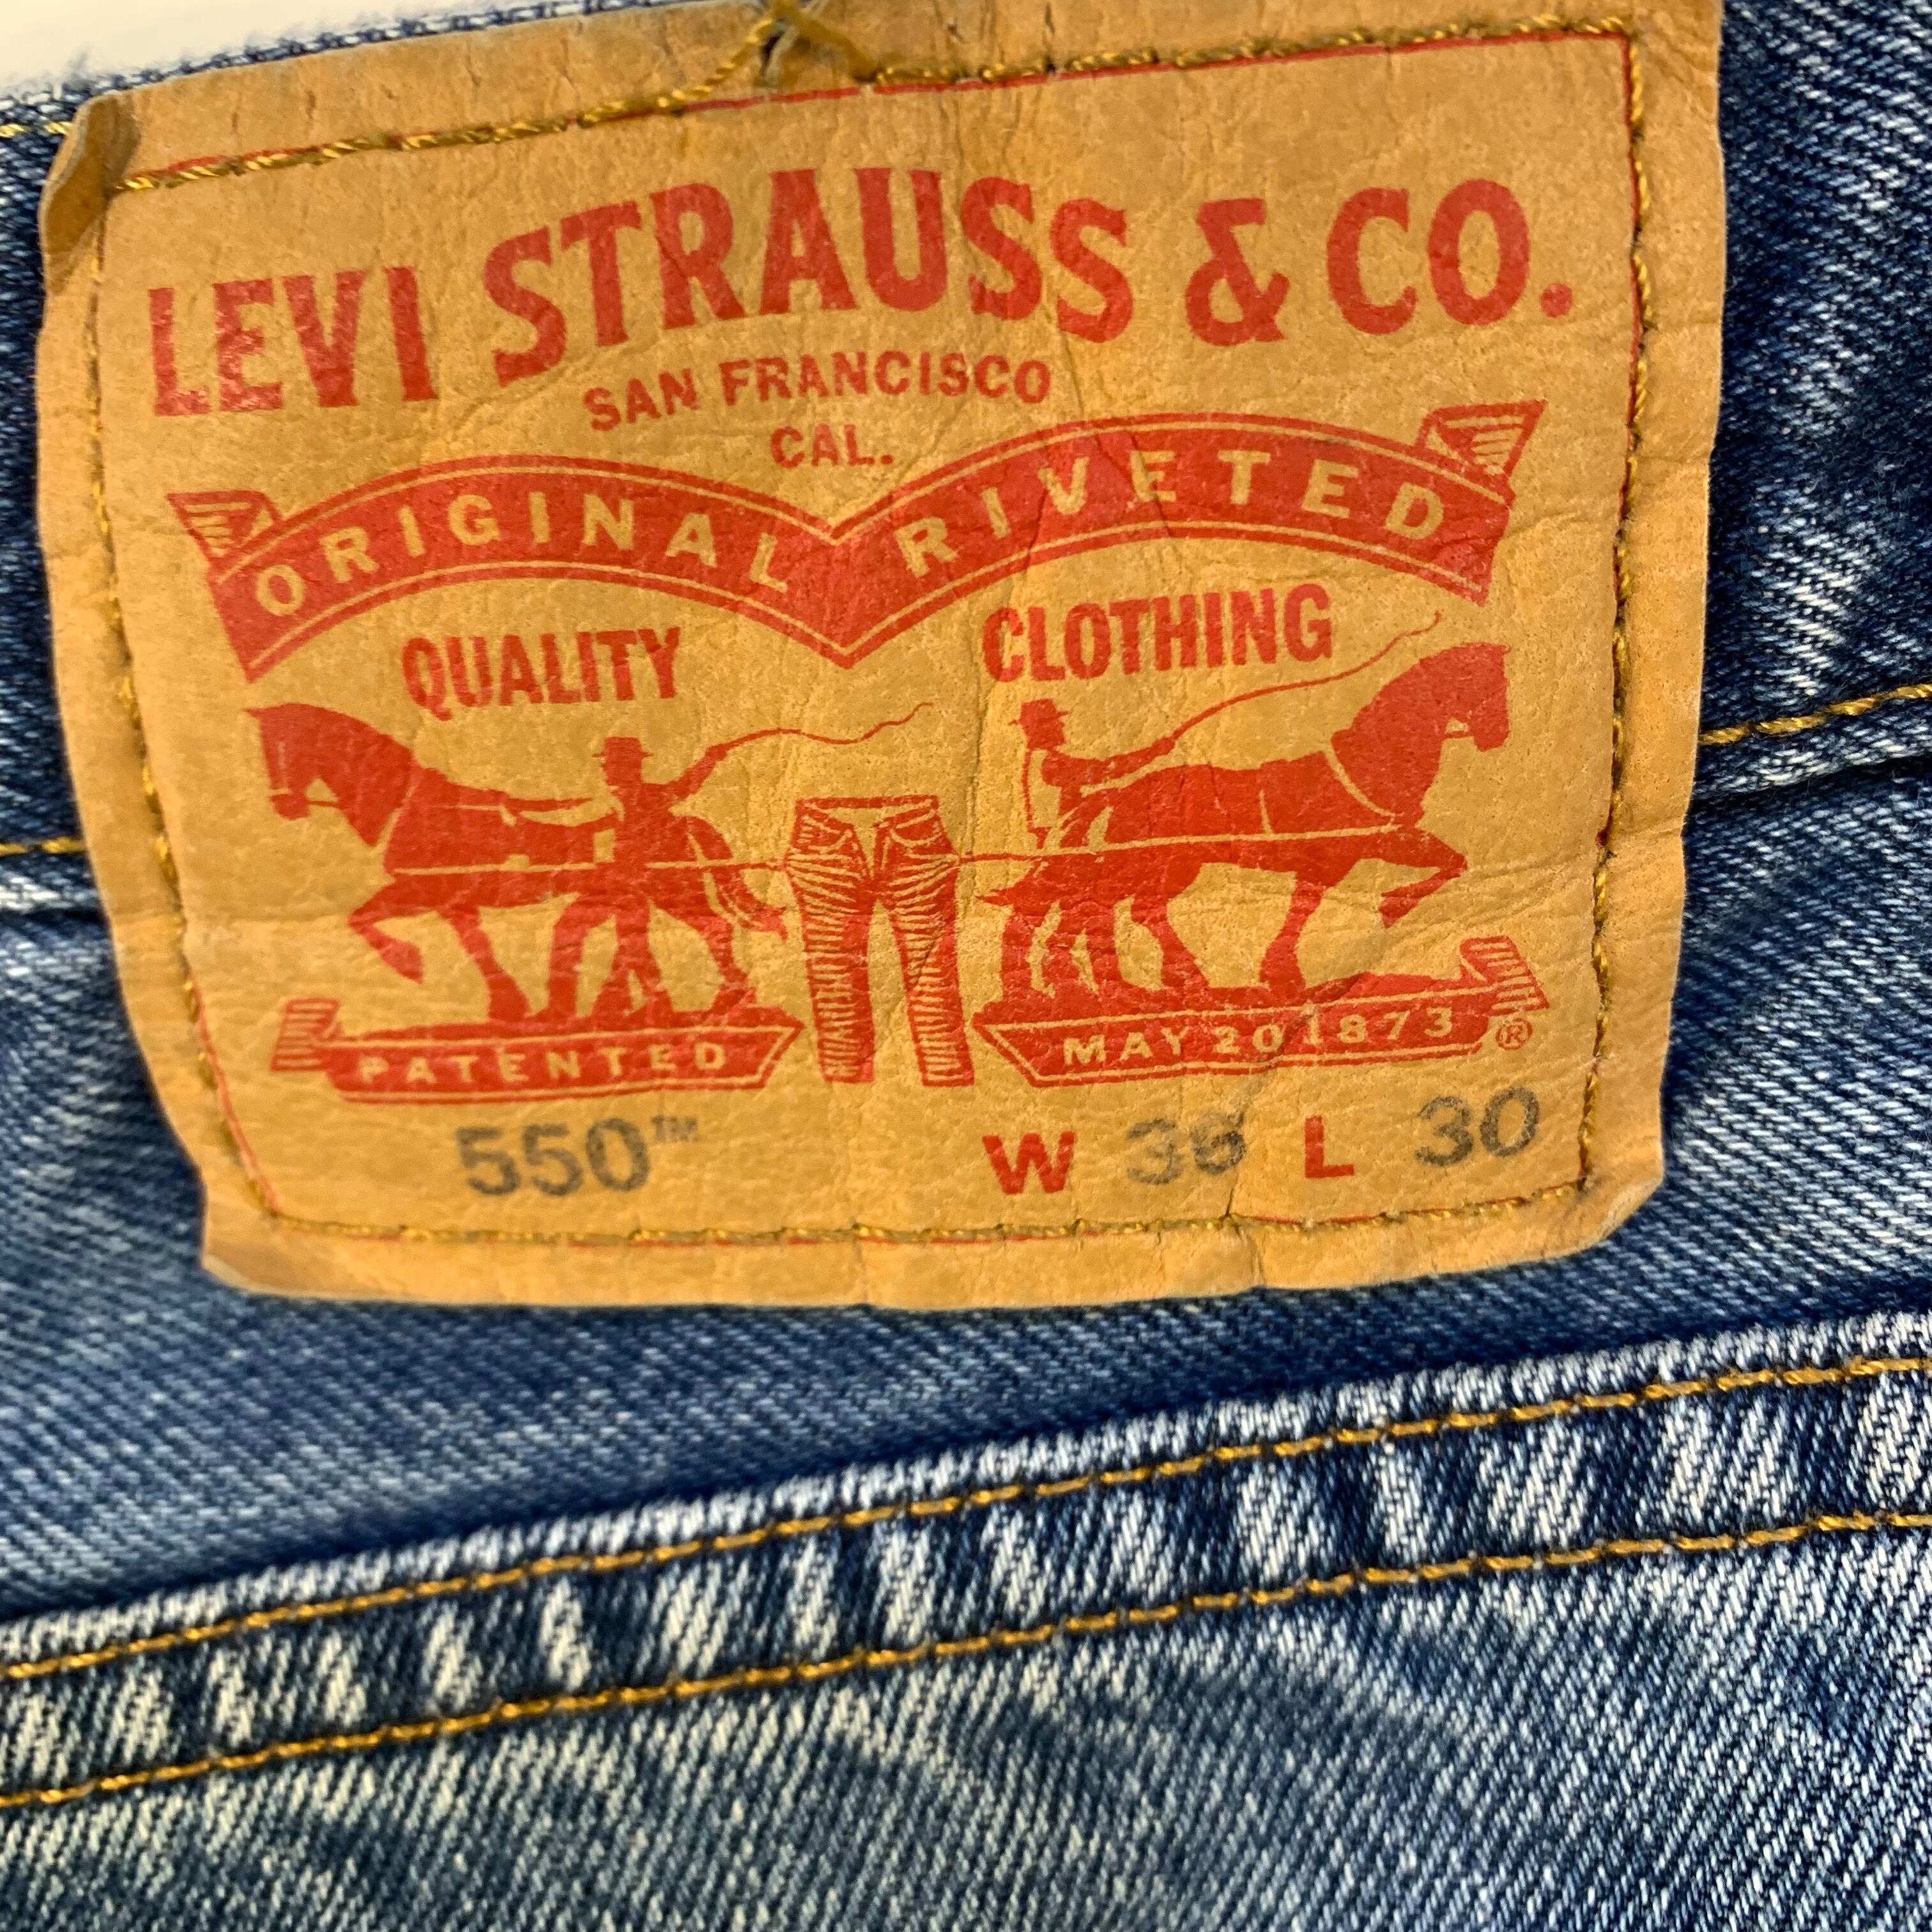 LEVI STRAUSS & CO.
SAN FRANCISCO
CAL.
ORIGINAL RIVETED
QUALITY CLOTHING
PATENTED MAY 20 1873 ®
550™ W 36 L 30